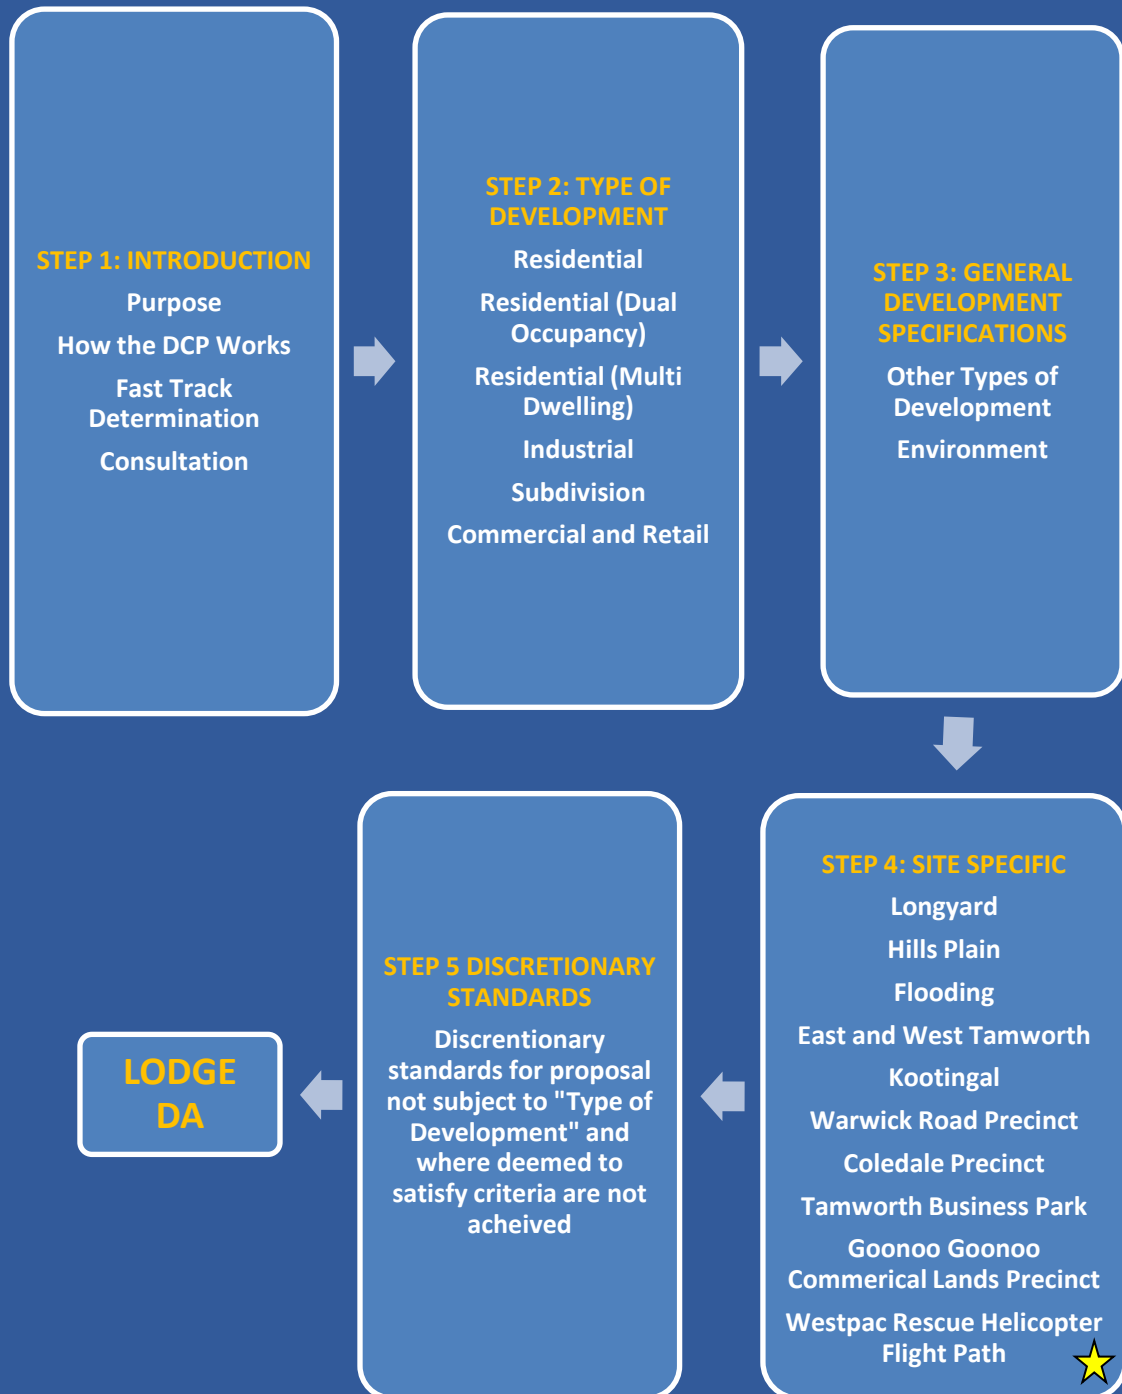 STEP 1: INTRODUCTION
Purpose
How the DCP Works
Fast Track
Determination
Consultation
STEP 2: TYPE OF
DEVELOPMENT
Residential
Residential (Dual
Occupancy)
Residential (Multi
Dwelling)
Industrial
Subdivision
Commercial and Retail
STEP 3: GENERAL
DEVELOPMENT
SPECIFICATIONS
Other Types of
Development
Environment
STEP 4: SITE SPECIFIC
Longyard
Hills Plain
Flooding
East and West Tamworth
Kootingal
Warwick Road Precinct
Coledale Precinct
Tamworth Business Park
Goonoo Goonoo
Commerical Lands Precinct
Westpac Rescue Helicopter
Flight Path
STEP 5 DISCRETIONARY
STANDARDS
Discrentionary
standards for proposal
not subject to "Type of
Development" and
where deemed to
satisfy criteria are not
acheived
LODGE
DA